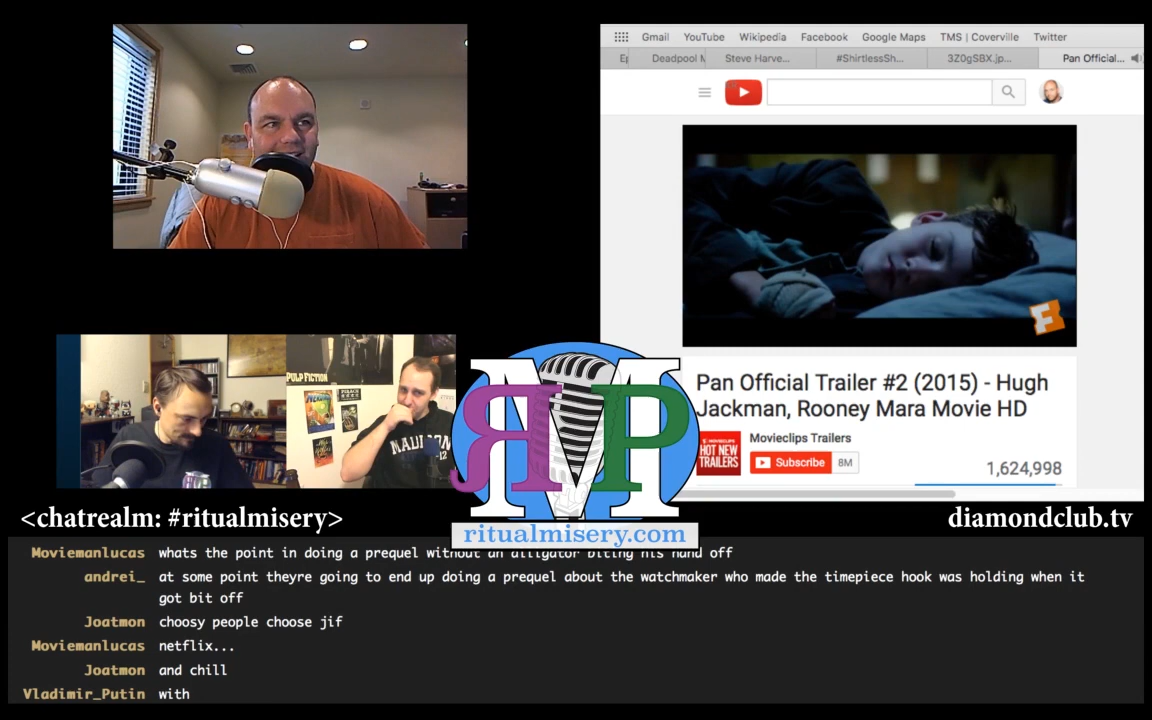 Gmail YouTube Wikipedia Facebook Google Maps TMS | Coverville Twitter
Deadpool M Steve Harve... #ShirtlessSh... 3Z0gSBX.jp... Pan Official...
PULP FICTION
Pan Official Trailer #2 (2015) - Hugh
Jackman, Rooney Mara Movie HD
MOVIECLIPS
HOT NEW
TRAILERS
Movieclips Trailers
Subscribe 8M
1,624,998
MADISON
RMP
ritualmisery.com
<chatrealm: #ritualmisery>
diamondclub.tv
Moviemanlucas whats the point in doing a prequel without an alligator biting his hand off
andrei_ at some point theyre going to end up doing a prequel about the watchmaker who made the timepiece hook was holding when it
got bit off
Joatmon choosy people choose jif
Moviemanlucas netflix...
Joatmon and chill
Vladimir_Putin with